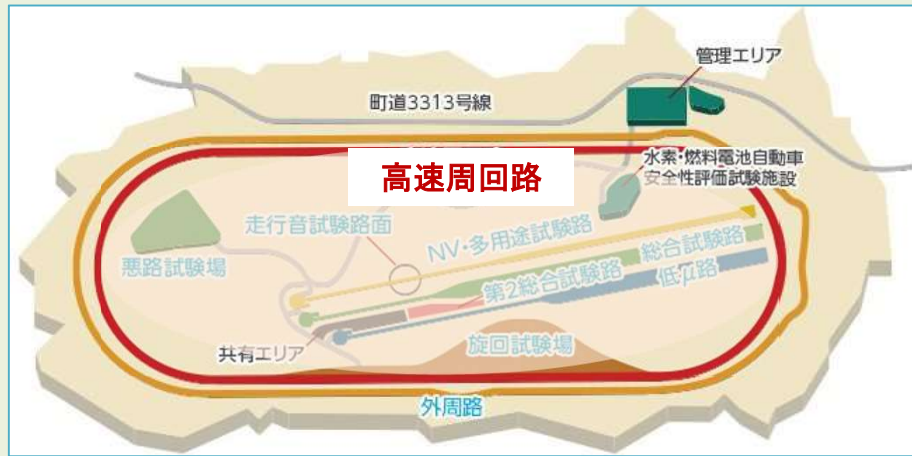 管理エリア
町道3313号線
水素・燃料電池自動車
安全性評価試験施設
高速周回路
走行音試験路面
NV・多用途試験路
総合試験路
悪路試験場
低μ路
第2総合試験路
共有エリア
旋回試験場
外周路